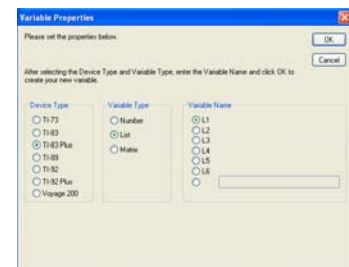 Variable Properties
Please set the properties below.
OK
Cancel
After selecting the Device Type and Variable Type, enter the Variable Name and click OK to
create your new variable.
Device Type
TI-73
TI-83
TI-83 Plus
TI-89
TI-92
TI-92 Plus
Voyage 200
Variable Type
Number
List
Matrix
Variable Name
L1
L2
L3
L4
L5
L6